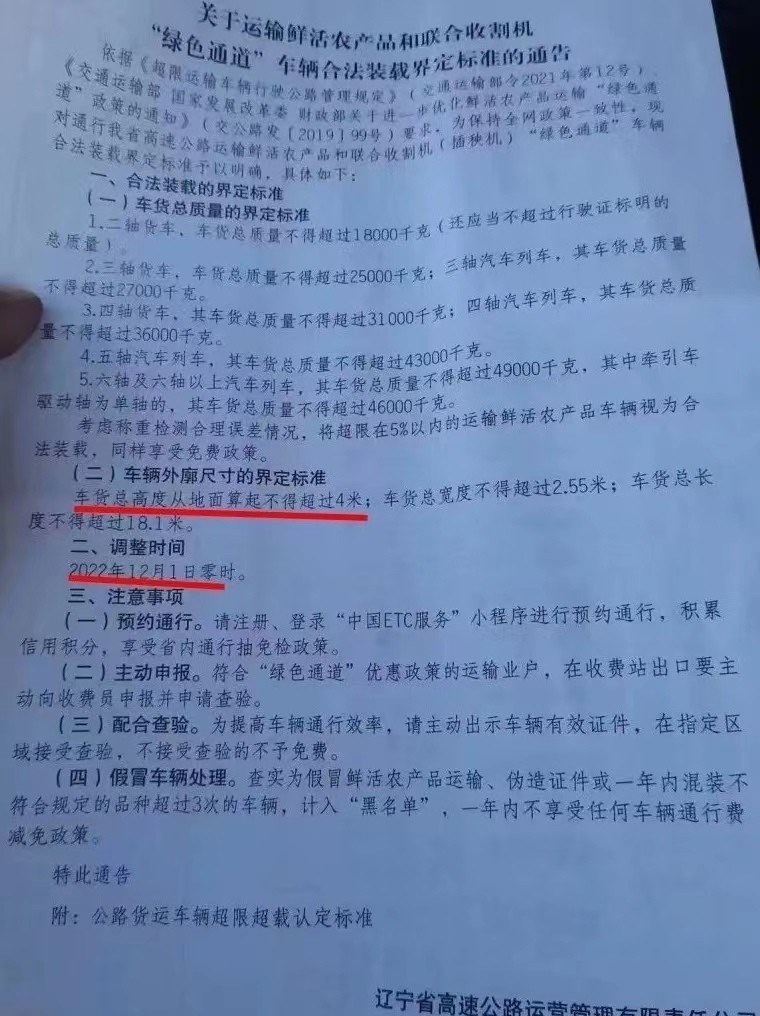 关于运输鲜活农产品和联合收割机
“绿色通道”车辆合法装载界定标准的通告
依据《超限运输车辆行驶公路管理规定》（交通运输部令2021年第12号）、
《交通运输部 国家发展改革委 财政部关于进一步优化鲜活农产品运输“绿色通
道”政策的通知》（交公路发［2019］99号）要求，为保持全网政策一致性，现
对通行我省高速公路运输鲜活农产品和联合收割机（插秧机）“绿色通道”车辆
合法装载界定标准予以明确，具体如下：
一、合法装载的界定标准
（一）车货总质量的界定标准
1.二轴货车，车货总质量不得超过18000千克（还应当不超过行驶证标明的
总质量）。
2.三轴货车，车货总质量不得超过25000千克；三轴汽车列车，其车货总质量
不得超过27000千克。
3.四轴货车，其车货总质量不得超过31000千克；四轴汽车列车，其车货总质
量不得超过36000千克。
4.五轴汽车列车，其车货总质量不得超过43000千克。
5.六轴及六轴以上汽车列车，其车货总质量不得超过49000千克，其中牵引车
驱动轴为单轴的，其车货总质量不得超过46000千克。
考虑称重检测合理误差情况，将超限在5%以内的运输鲜活农产品车辆视为合
法装载，同样享受免费政策。
（二）车辆外廓尺寸的界定标准
车货总高度从地面算起不得超过4米；车货总宽度不得超过2.55米；车货总长
度不得超过18.1米。
二、调整时间
2022年12月1日零时。
三、注意事项
（一）预约通行。请注册、登录“中国ETC服务”小程序进行预约通行，积累
信用积分，享受省内通行抽免检政策。
（二）主动申报。符合“绿色通道”优惠政策的运输业户，在收费站出口要主
动向收费员申报并申请查验。
（三）配合查验。为提高车辆通行效率，请主动出示车辆有效证件，在指定区
域接受查验，不接受查验的不予免费。
（四）假冒车辆处理。查实为假冒鲜活农产品运输、伪造证件或一年内混装不
符合规定的品种超过3次的车辆，计入“黑名单”，一年内不享受任何车辆通行费
减免政策。
特此通告
附：公路货运车辆超限超载认定标准
辽宁省高速公路运营管理有限责任公司